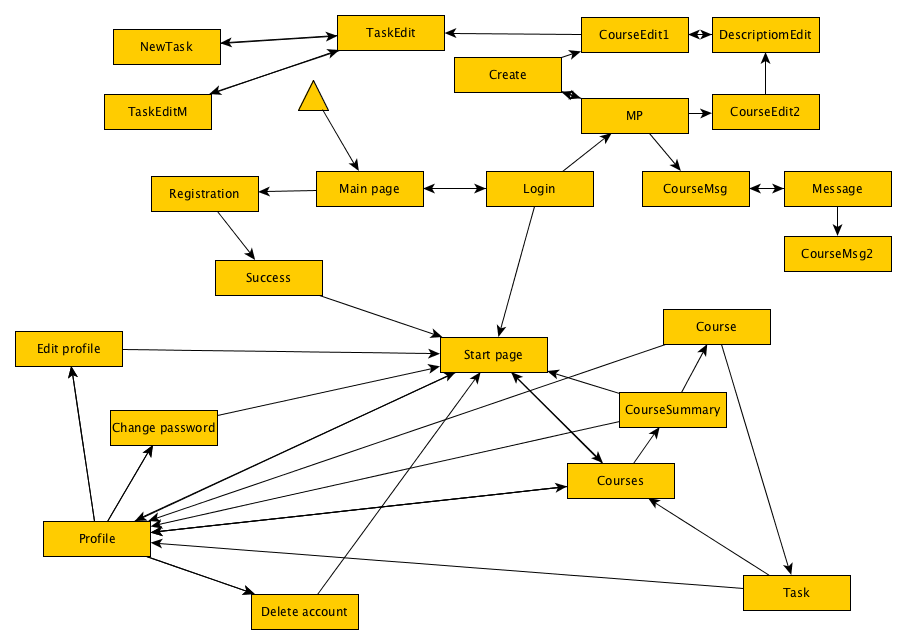 TaskEdit
CourseEdit1
DescriptiomEdit
NewTask
Create
TaskEditM
MP
CourseEdit2
Registration
Main page
Login
CourseMsg
Message
CourseMsg2
Success
Course
Edit profile
Start page
CourseSummary
Change password
Courses
Profile
Task
Delete account